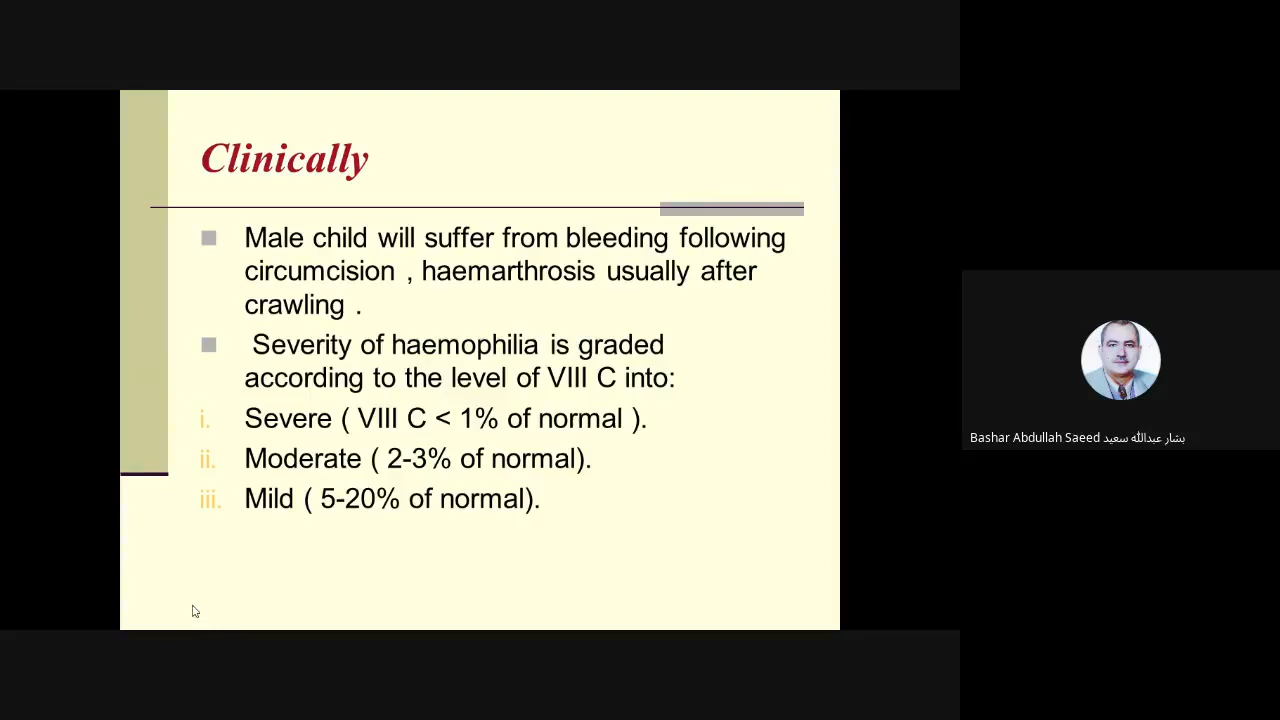 Clinically
Male child will suffer from bleeding following
circumcision , haemarthrosis usually after
crawling .
Severity of haemophilia is graded
according to the level of VIII C into:
i. Severe ( VIII C < 1% of normal ).
ii. Moderate ( 2-3% of normal).
iii. Mild ( 5-20% of normal).
Bashar Abdullah Saeed بشار عبدالله سعيد